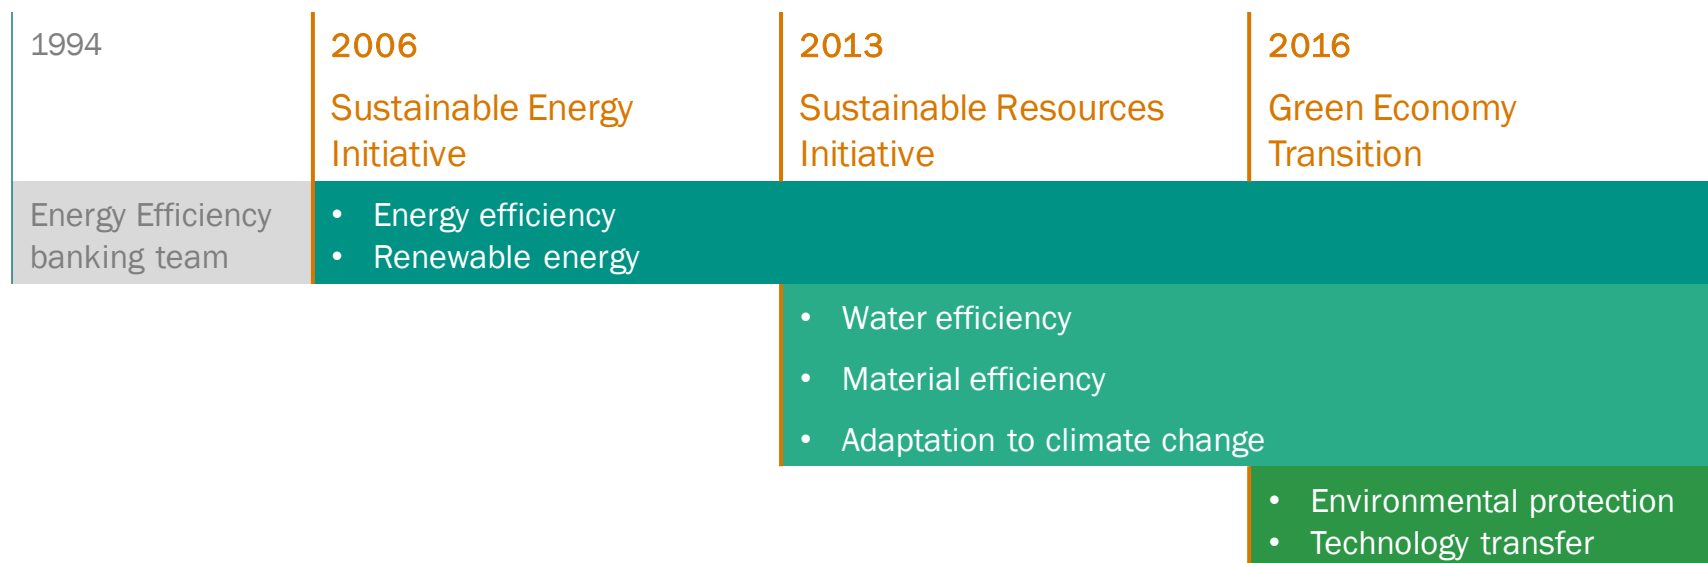 1994
2006
2013
2016
Sustainable Energy
Initiative
Sustainable Resources
Initiative
Green Economy
Transition
Energy Efficiency
banking team
• Energy efficiency
• Renewable energy
• Water efficiency
• Material efficiency
• Adaptation to climate change
• Environmental protection
• Technology transfer